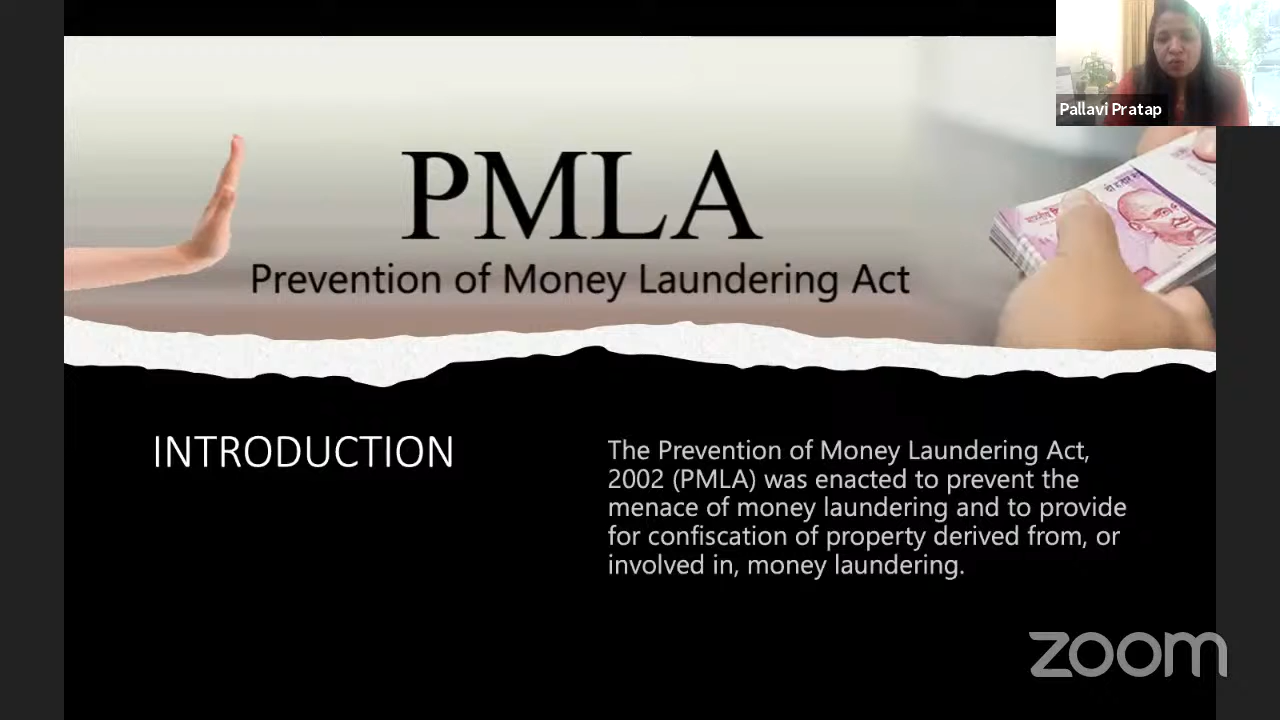 Pallavi Pratap
PMLA
Prevention of Money Laundering Act
INTRODUCTION
The Prevention of Money Laundering Act,
2002 (PMLA) was enacted to prevent the
menace of money laundering and to provide
for confiscation of property derived from, or
involved in, money laundering.
zoom